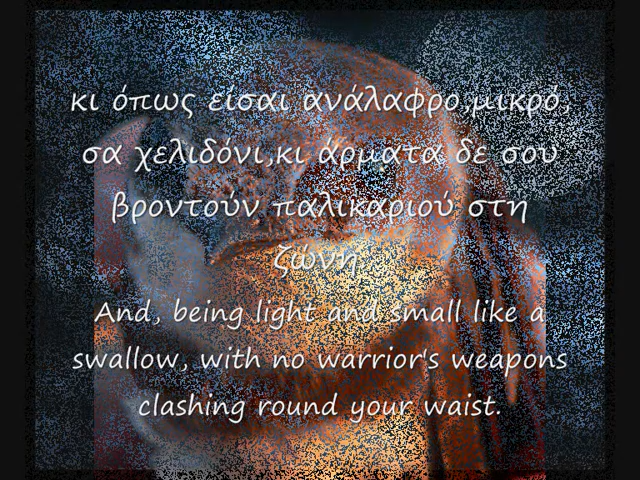 κι όπως είσαι ανάλαφρο,μικρό,
σα χελιδόνι,κι άρματα δε σου
βροντούν παλικαριού στη
ζώνη
And, being light and small like a
swallow, with no warrior's weapons
clashing round your waist.